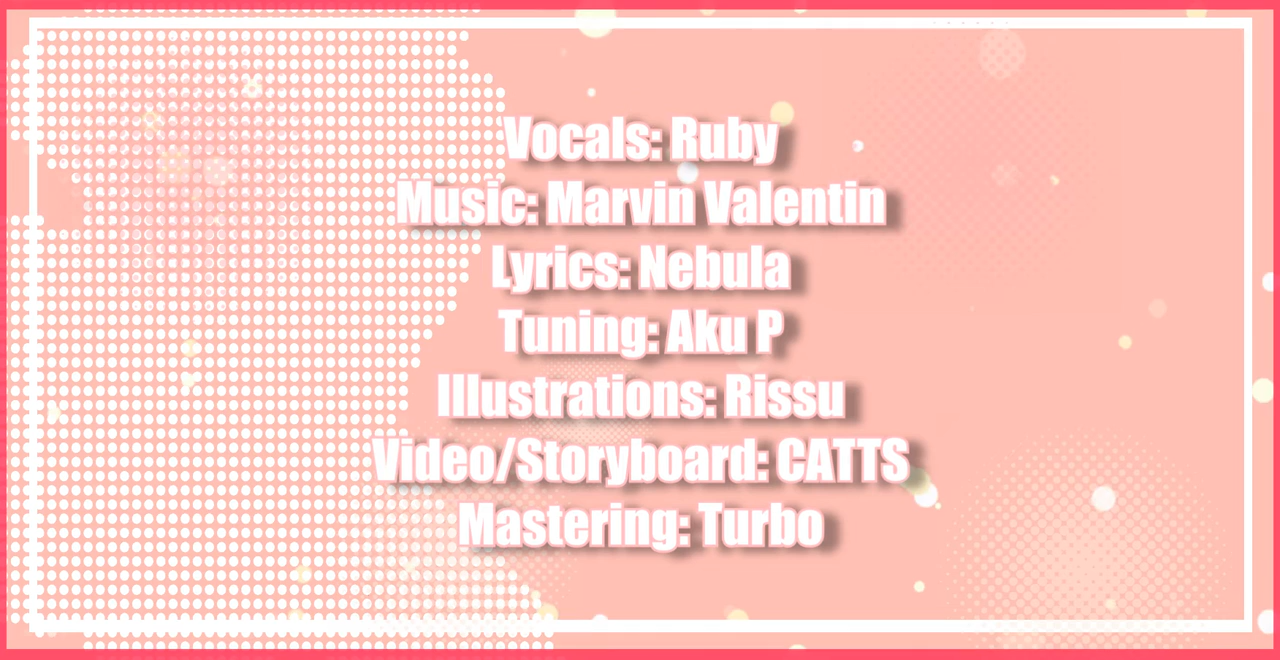 Vocals: Ruby
Music: Marvin Valentin
Lyrics: Nebula
Tuning: Aku P
Illustrations: Rissu
Video/Storyboard: CATTS
Mastering: Turbo